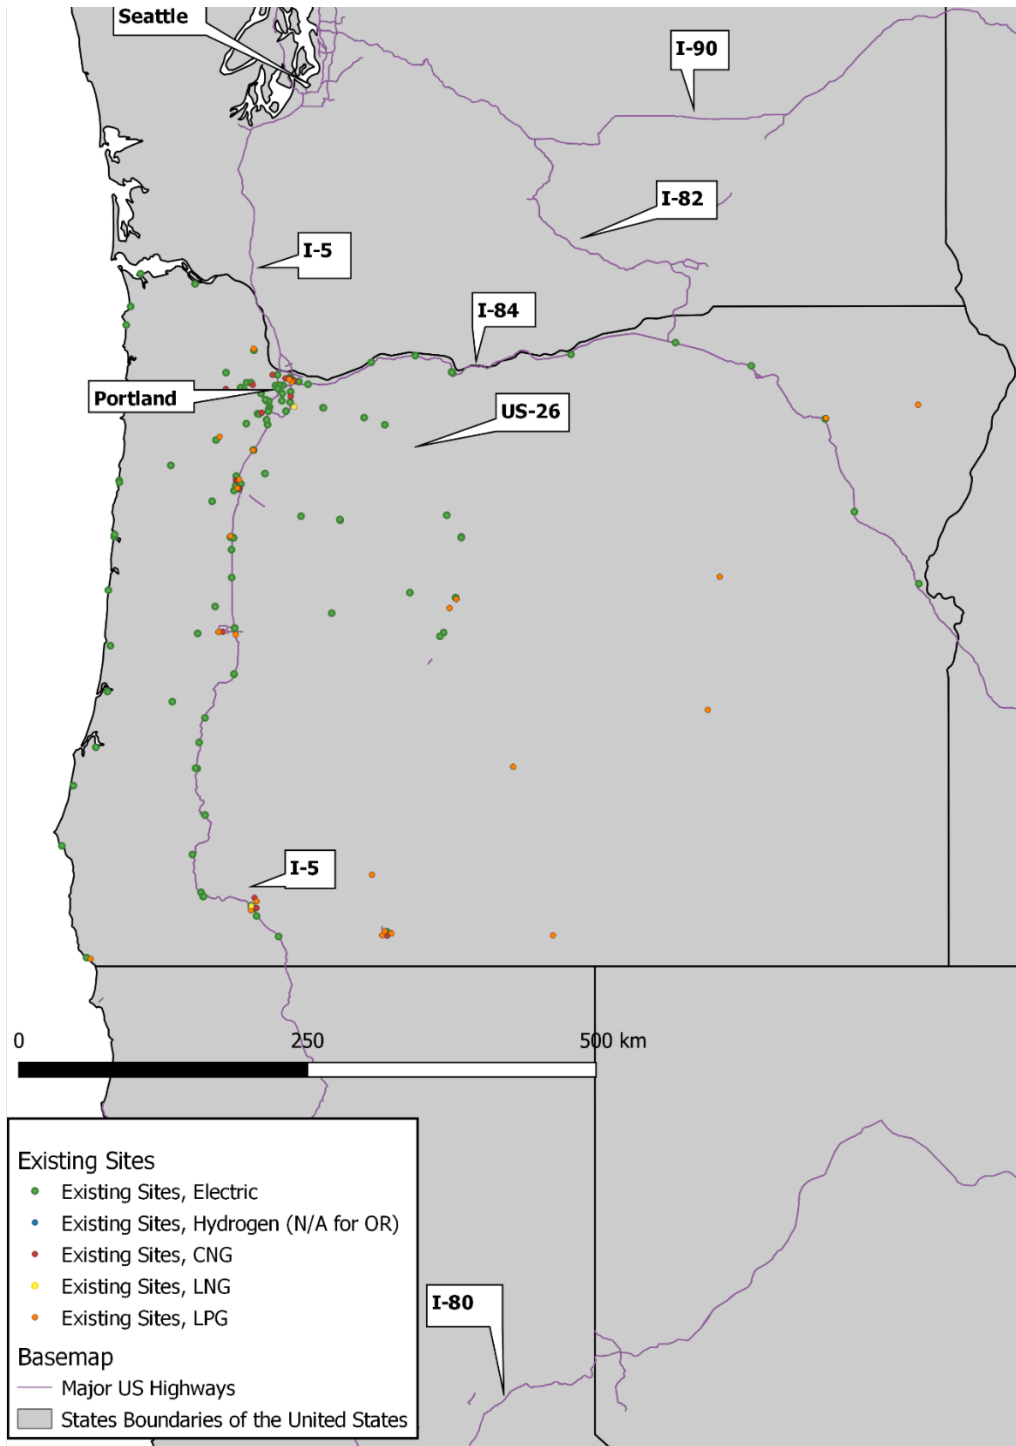 Seattle
I-90
I-82
I-5
I-84
Portland
US-26
I-5
0 250 500 km
Existing Sites
Existing Sites, Electric
Existing Sites, Hydrogen (N/A for OR)
Existing Sites, CNG
Existing Sites, LNG
Existing Sites, LPG
I-80
Basemap
Major US Highways
States Boundaries of the United States